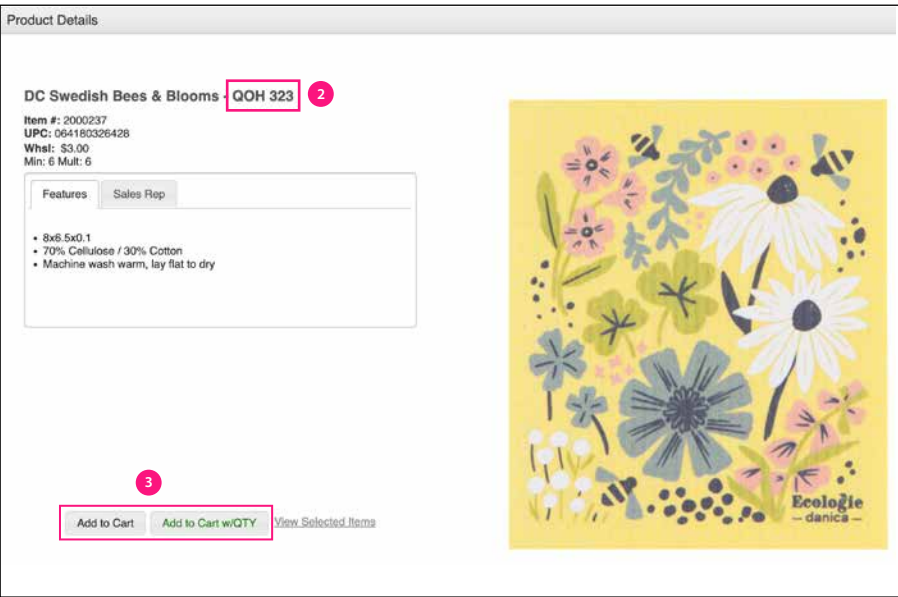 Product Details
DC Swedish Bees & Blooms - QOH 323
2
Item #: 2000237
UPC: 064180326428
Whsl: $3.00
Min: 6 Mult: 6
Features Sales Rep
• 8x6.5x0.1
• 70% Cellulose / 30% Cotton
• Machine wash warm, lay flat to dry
3
Add to Cart Add to Cart w/QTY View Selected Items
Ecologie
– danica –